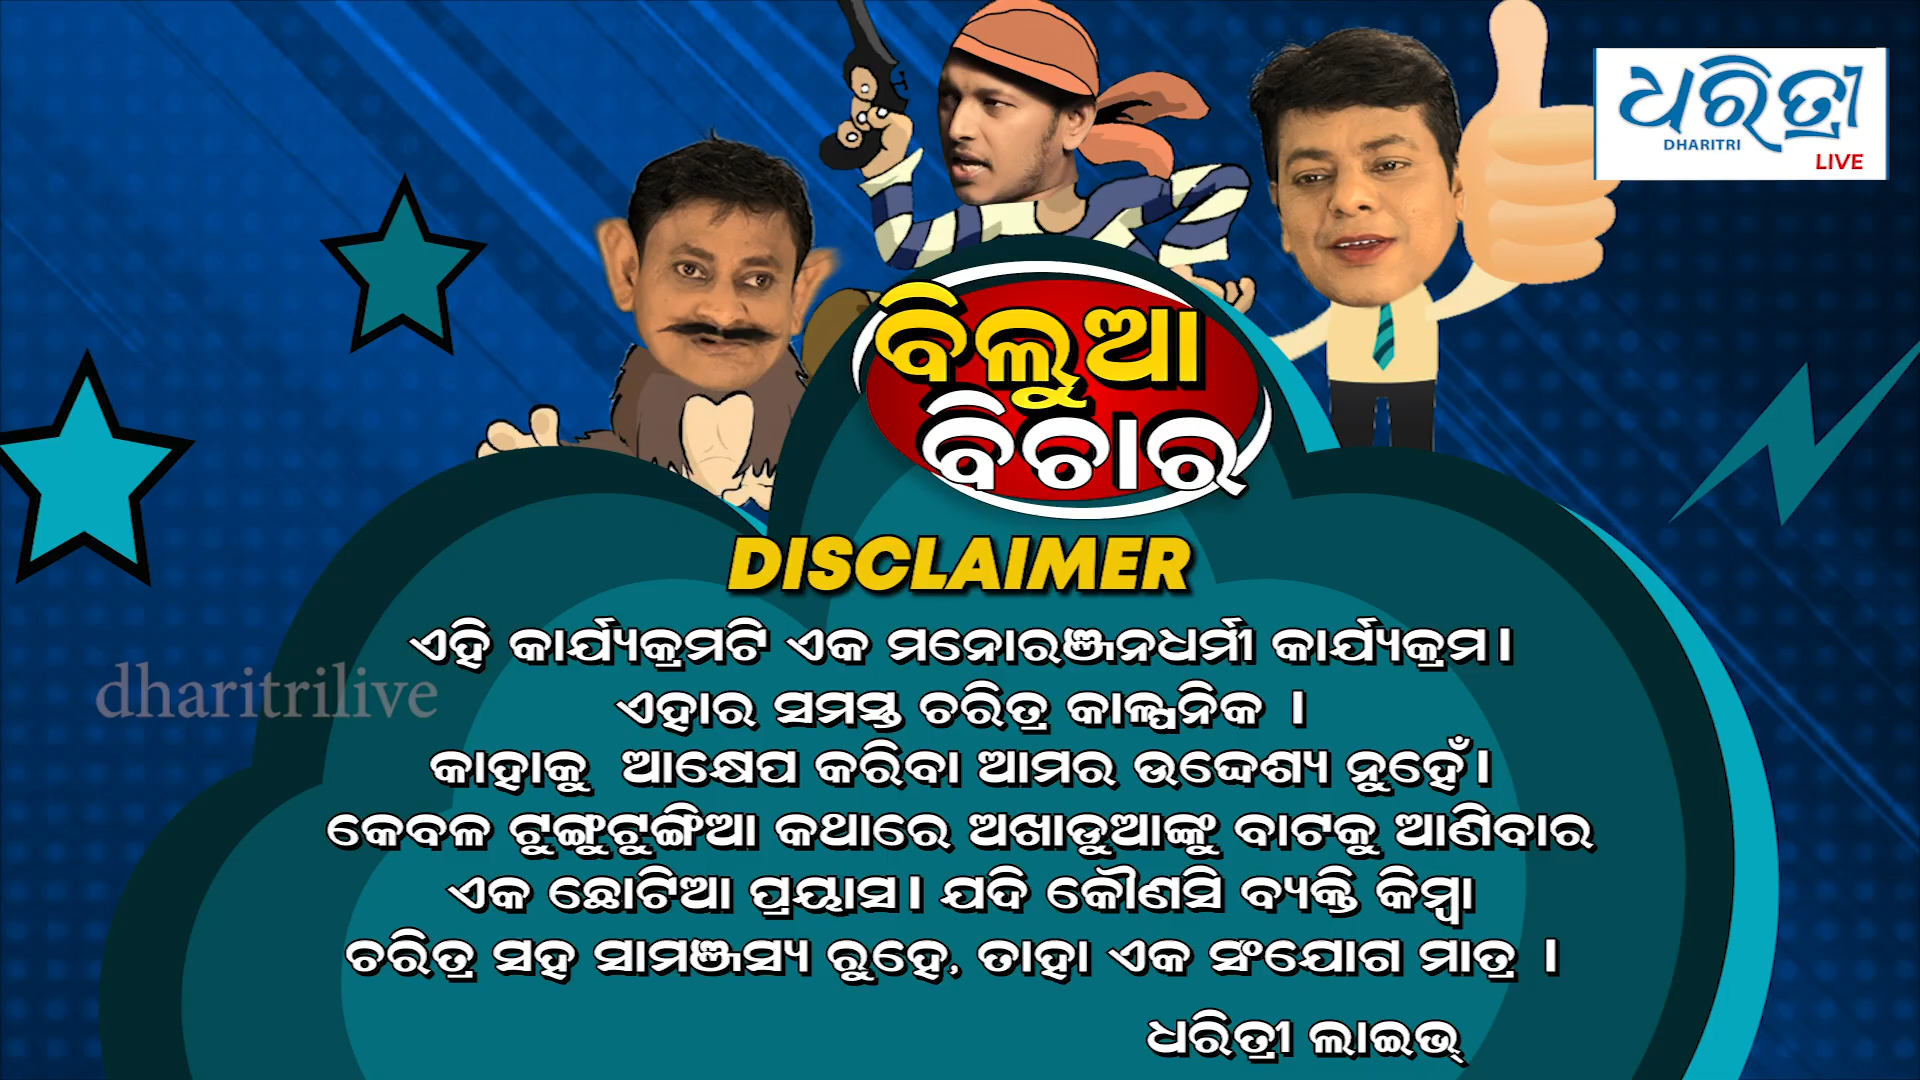 ଧରିତ୍ରୀ
DHARITRI
LIVE
ବିଲୁଆ
ବିଚାର
DISCLAIMER
ଏହି କାର୍ଯ୍ୟକ୍ରମଟି ଏକ ମନୋରଞ୍ଜନଧର୍ମୀ କାର୍ଯ୍ୟକ୍ରମ।
ଏହାର ସମସ୍ତ ଚରିତ୍ର କାଳ୍ପନିକ ।
କାହାକୁ ଆକ୍ଷେପ କରିବା ଆମର ଉଦ୍ଦେଶ୍ୟ ନୁହେଁ।
କେବଳ ଟୁଙ୍ଗୁଟୁଙ୍ଗିଆ କଥାରେ ଅଖାଡୁଆଙ୍କୁ ବାଟକୁ ଆଣିବାର
ଏକ ଛୋଟିଆ ପ୍ରୟାସ। ଯଦି କୌଣସି ବ୍ୟକ୍ତି କିମ୍ବା
ଚରିତ୍ର ସହ ସାମଞ୍ଜସ୍ୟ ରୁହେ, ତାହା ଏକ ସଂଯୋଗ ମାତ୍ର ।
ଧରିତ୍ରୀ ଲାଇଭ୍
dharitrilive